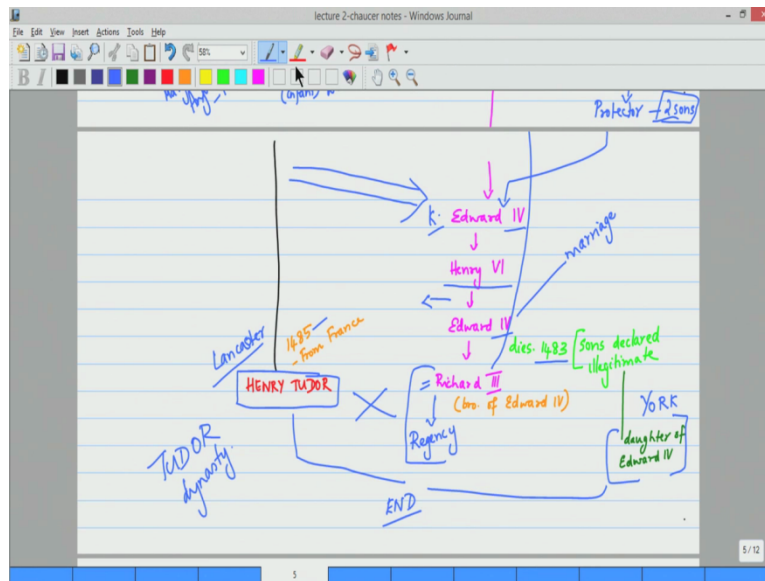 lecture 2-chaucer notes - Windows Journal
File Edit View Insert Actions Tools Help
58%
B I
(infant)
Protector - 2 sons
K. Edward IV
Henry VI
marriage
Edward IV
dies. 1483 [sons declared
illegitimate
Lancaster
1485
- From France
HENRY TUDOR
= Richard III
(bro. of Edward IV)
Regency
YORK
daughter of
Edward IV
TUDOR
dynasty.
END
5/12
5